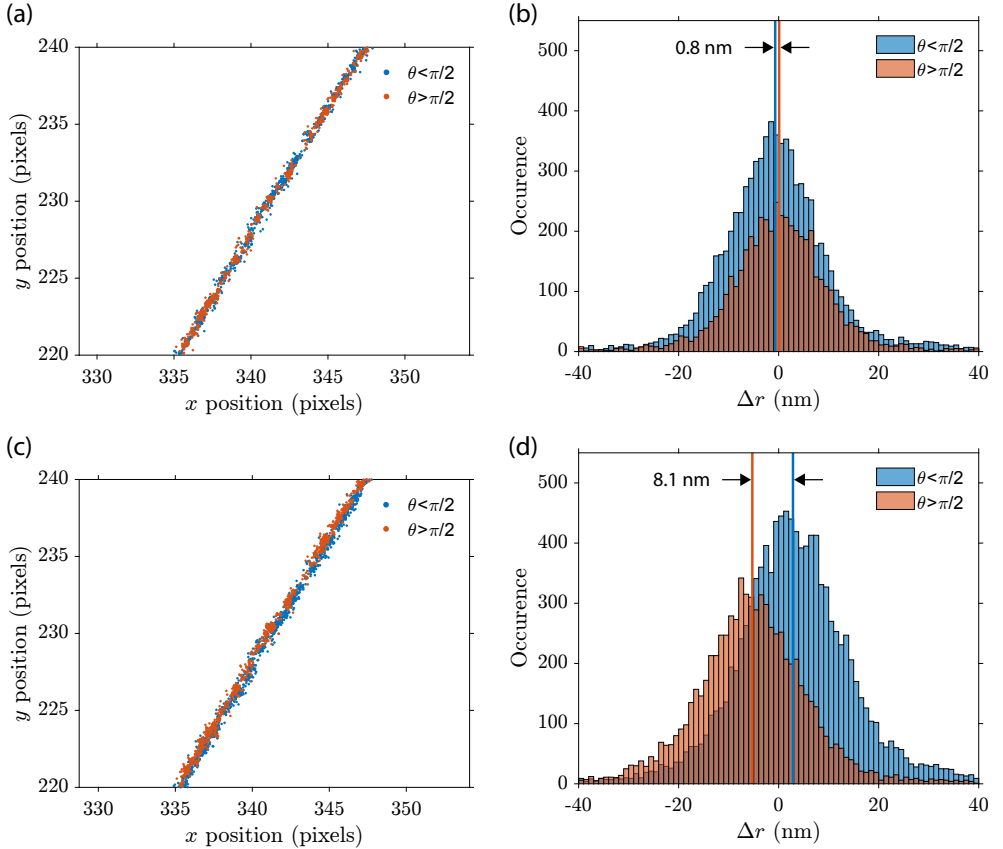 (a)
240
235
230
225
220
y position (pixels)
330
335
340
345
350
x position (pixels)
θ<π/2
θ>π/2
(b)
500
400
300
200
100
0
Occurence
-40
-20
0
20
40
Δr (nm)
0.8 nm
θ<π/2
θ>π/2
(c)
240
235
230
225
220
y position (pixels)
330
335
340
345
350
x position (pixels)
θ<π/2
θ>π/2
(d)
500
400
300
200
100
0
Occurence
-40
-20
0
20
40
Δr (nm)
8.1 nm
θ<π/2
θ>π/2